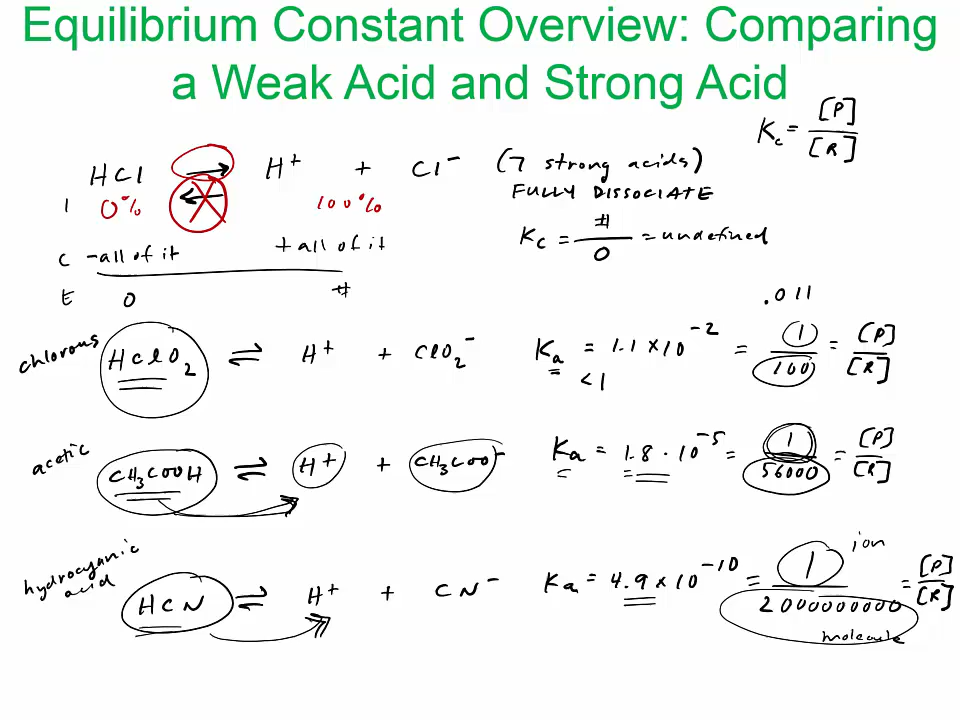 Equilibrium Constant Overview: Comparing
a Weak Acid and Strong Acid
Kc = [P] / [R]
HCl ⇌ H+ + Cl- (7 strong acids)
FULLY DISSOCIATE
I 0% 100%
Kc = # / 0 = undefined
C -all of it +all of it
E 0 #
.011
chlorous HClO2 ⇌ H+ + ClO2- Ka = 1.1 × 10^-2 = 1 / 100 = [P] / [R]
< 1
acetic CH3COOH ⇌ H+ + CH3COO- Ka = 1.8 · 10^-5 = 1 / 56000 = [P] / [R]
hydrocyanic acid HCN ⇌ H+ + CN- Ka = 4.9 × 10^-10 = 1 / 2000000000 = [P] / [R]
ion
molecule